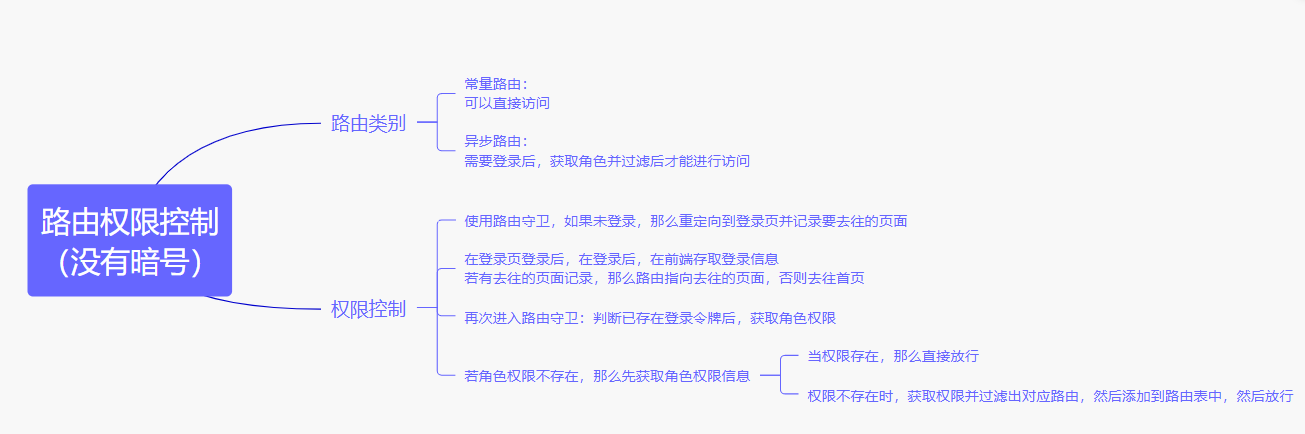 路由权限控制
（没有暗号）
路由类别
常量路由：
可以直接访问
异步路由：
需要登录后，获取角色并过滤后才能进行访问
权限控制
使用路由守卫，如果未登录，那么重定向到登录页并记录要去往的页面
在登录页登录后，在登录后，在前端存取登录信息
若有去往的页面记录，那么路由指向去往的页面，否则去往首页
再次进入路由守卫：判断已存在登录令牌后，获取角色权限
若角色权限不存在，那么先获取角色权限信息
当权限存在，那么直接放行
权限不存在时，获取权限并过滤出对应路由，然后添加到路由表中，然后放行